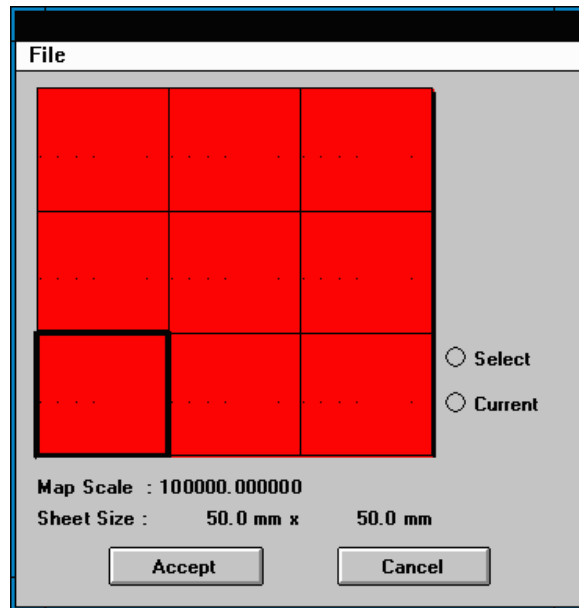 File
Select
Current
Map Scale : 100000.000000
Sheet Size : 50.0 mm x 50.0 mm
Accept Cancel